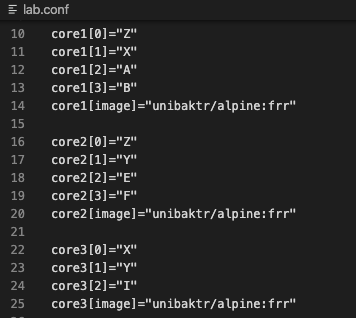 lab.conf
10 core1[0]="Z"
11 core1[1]="X"
12 core1[2]="A"
13 core1[3]="B"
14 core1[image]="unibaktr/alpine:frr"
15
16 core2[0]="Z"
17 core2[1]="Y"
18 core2[2]="E"
19 core2[3]="F"
20 core2[image]="unibaktr/alpine:frr"
21
22 core3[0]="X"
23 core3[1]="Y"
24 core3[2]="I"
25 core3[image]="unibaktr/alpine:frr"